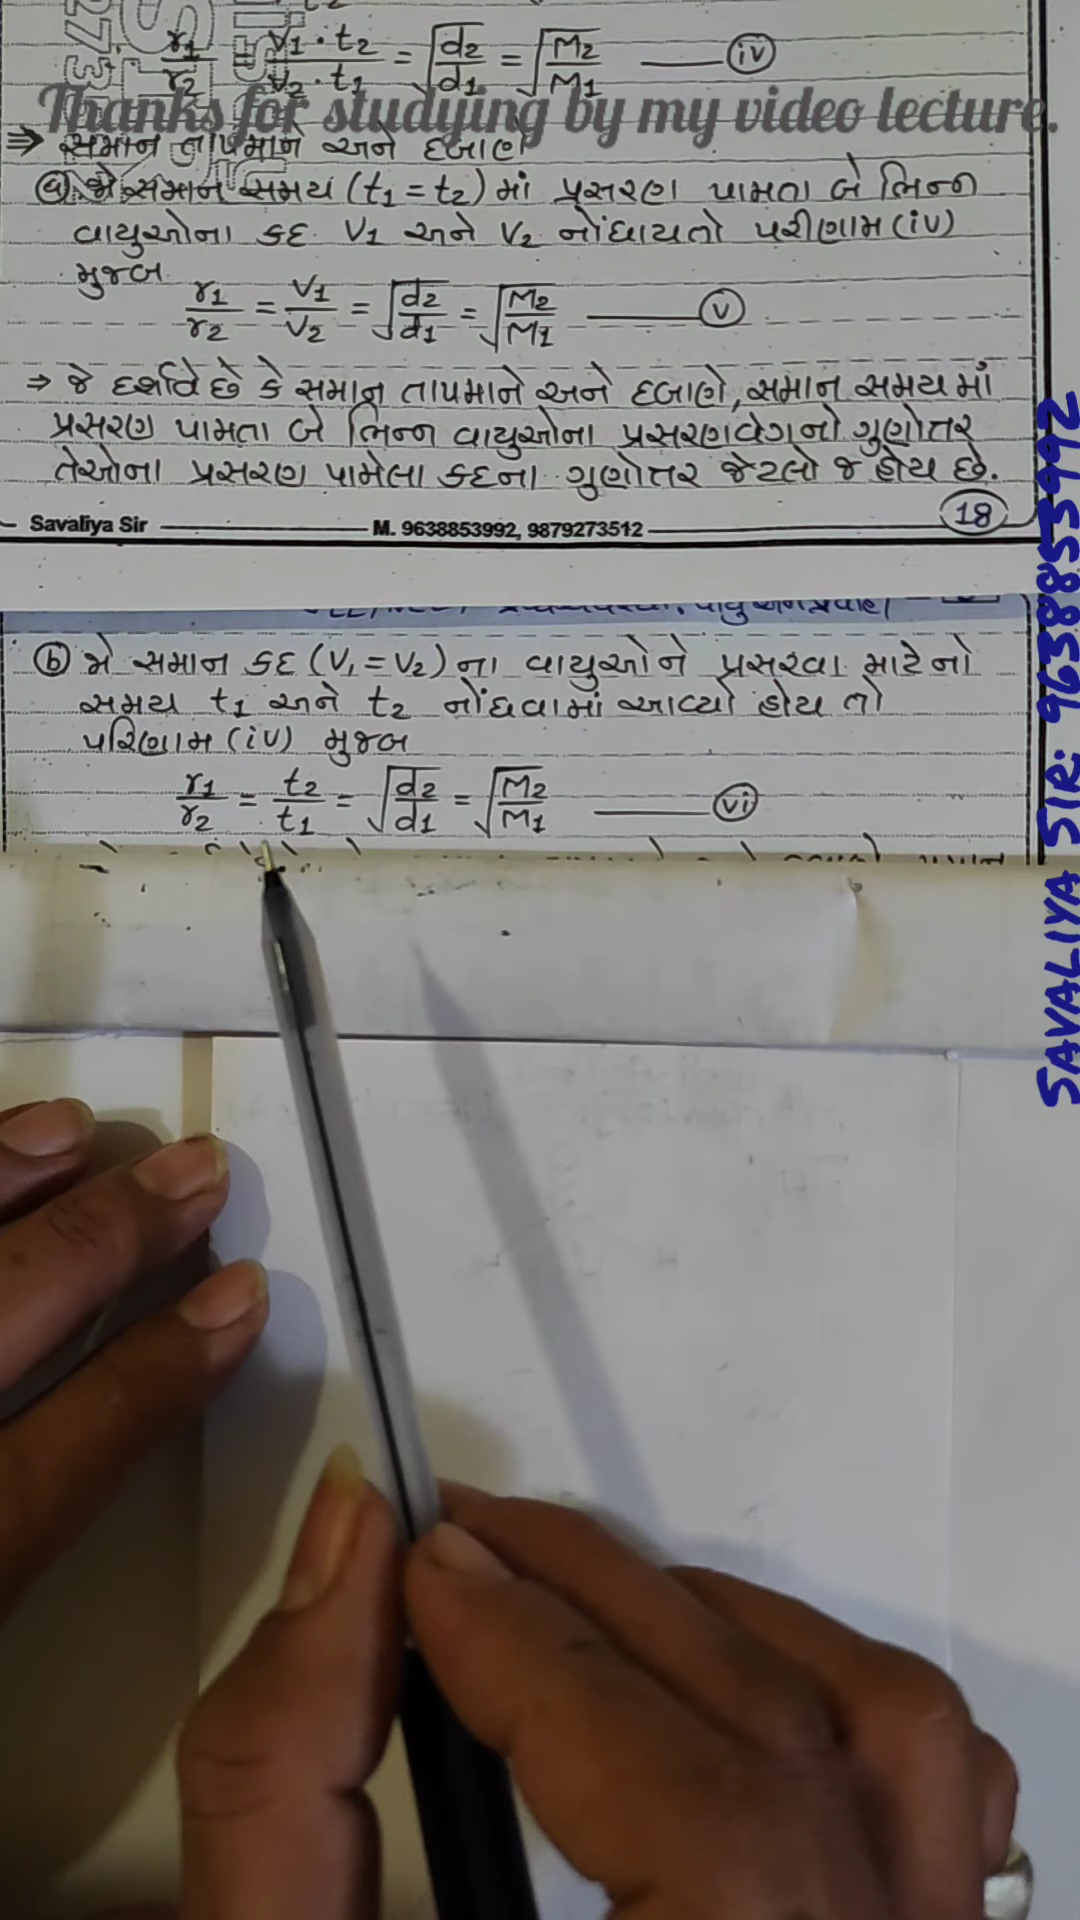 r1/r2 = V1·t2/V2·t1 = √d2/d1 = √M2/M1 —— (iv)
Thanks for studying by my video lecture.
⇒ સમાન તાપમાને અને દબાણે
(a) જો સમાન સમય (t1 = t2) માં પ્રસરણ પામતા બે ભિન્ન
વાયુઓના કદ V1 અને V2 નોંધાયતો પરીણામ (iv)
મુજબ
r1/r2 = V1/V2 = √d2/d1 = √M2/M1 —— (v)
⇒ જે દર્શાવે છે કે સમાન તાપમાને અને દબાણે, સમાન સમયમાં
પ્રસરણ પામતા બે ભિન્ન વાયુઓના પ્રસરણવેગનો ગુણોતર
તેઓના પ્રસરણ પામેલા કદના ગુણોતર જેટલો જ હોય છે.
Savaliya Sir —— M. 9638853992, 9879273512 —— (18)
(b) જો સમાન કદ (V1 = V2) ના વાયુઓને પ્રસરવા માટેનો
સમય t1 અને t2 નોંધવામાં આવ્યો હોય તો
પરિણામ (iv) મુજબ
r1/r2 = t2/t1 = √d2/d1 = √M2/M1 —— (vi)
SAVALIYA SIR: 9638853992